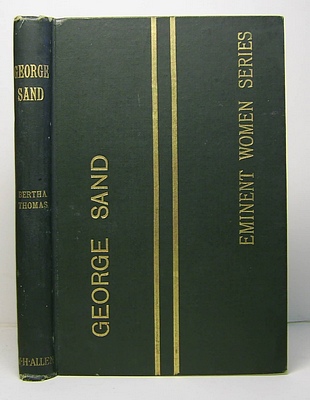 GEORGE
SAND
BERTHA
THOMAS
W·H·ALLEN
GEORGE SAND
EMINENT WOMEN SERIES